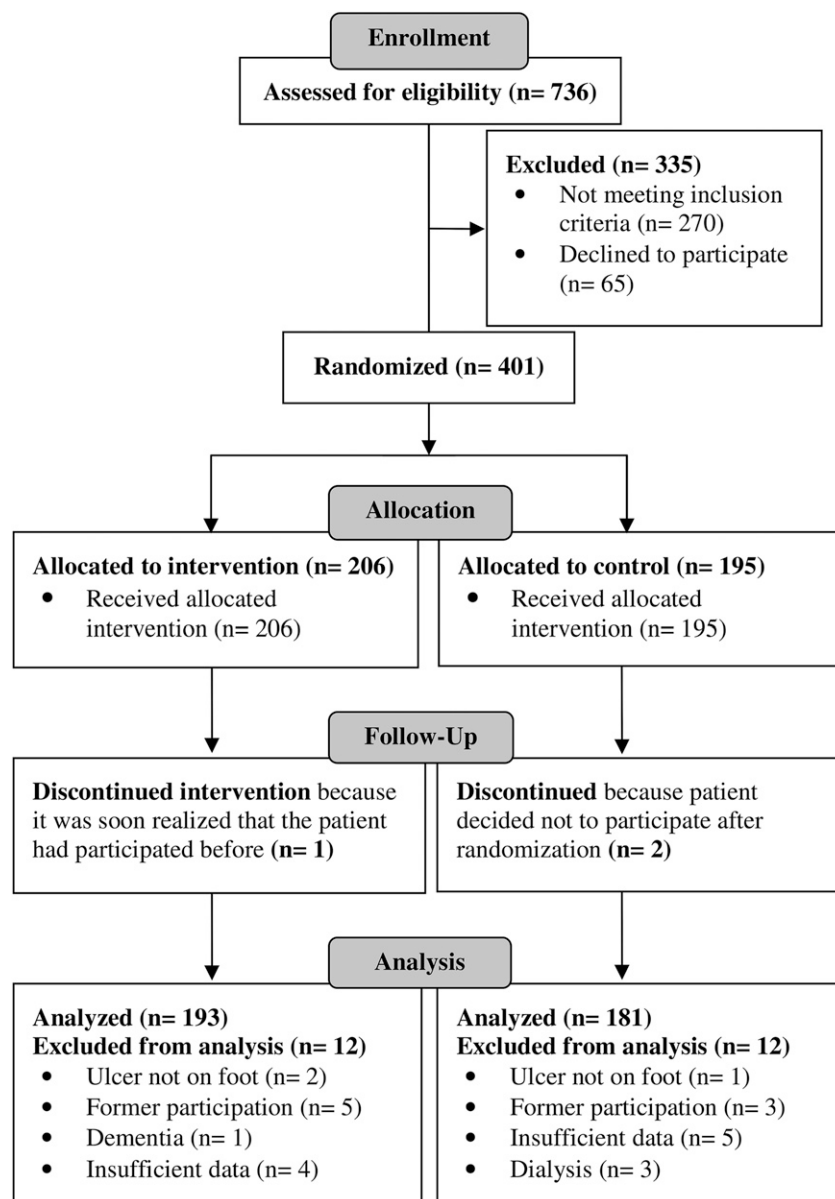 Enrollment
Assessed for eligibility (n= 736)
Excluded (n= 335)
• Not meeting inclusion
criteria (n= 270)
• Declined to participate
(n= 65)
Randomized (n= 401)
Allocation
Allocated to intervention (n= 206)
• Received allocated
intervention (n= 206)
Allocated to control (n= 195)
• Received allocated
intervention (n= 195)
Follow-Up
Discontinued intervention because
it was soon realized that the patient
had participated before (n= 1)
Discontinued because patient
decided not to participate after
randomization (n= 2)
Analysis
Analyzed (n= 193)
Excluded from analysis (n= 12)
• Ulcer not on foot (n= 2)
• Former participation (n= 5)
• Dementia (n= 1)
• Insufficient data (n= 4)
Analyzed (n= 181)
Excluded from analysis (n= 12)
• Ulcer not on foot (n= 1)
• Former participation (n= 3)
• Insufficient data (n= 5)
• Dialysis (n= 3)